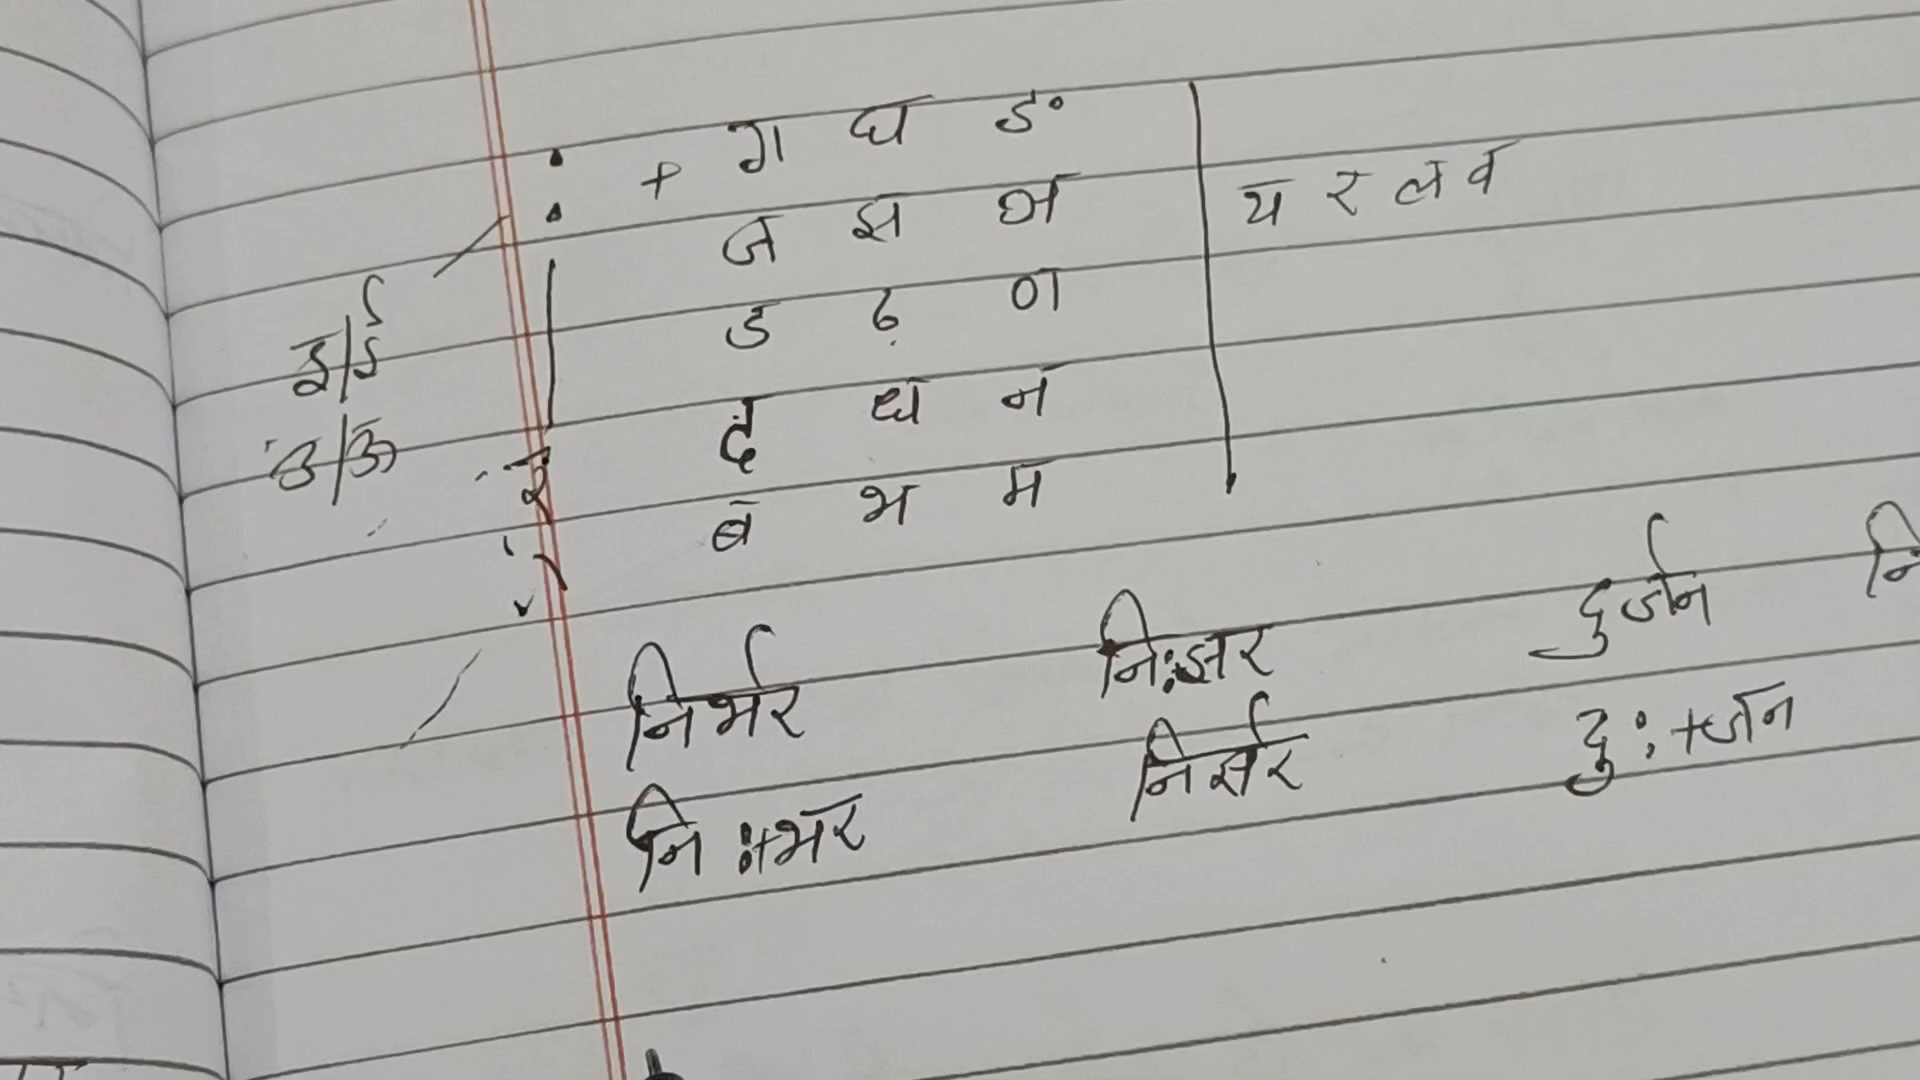 : + ग घ ङ
ज झ ञ य र ल व
ड ढ ण
इ/ई
द ध न
उ/ऊ
र्
ब भ म
निर्भर नि:झर दुर्जन नि
नि:+भर निर्झर दु:+जन